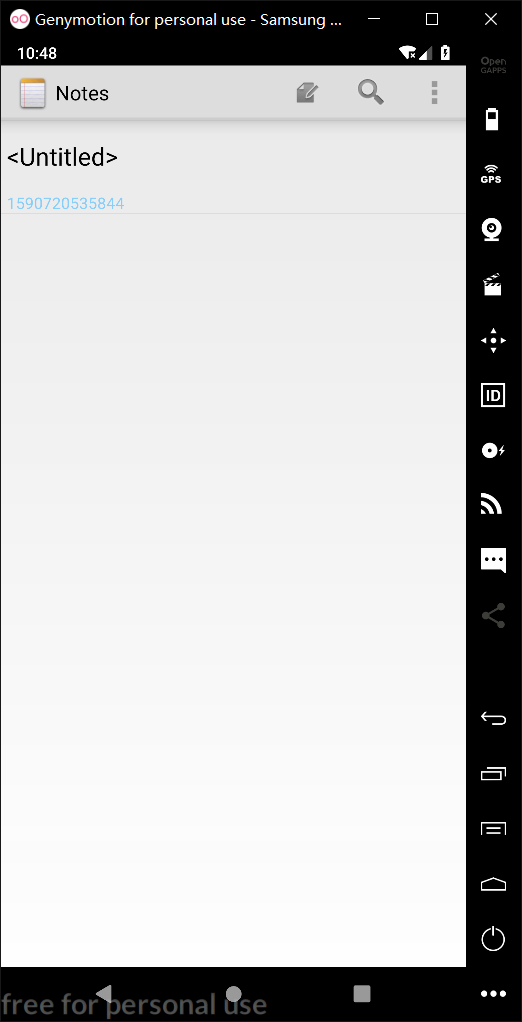 Genymotion for personal use - Samsung ...
10:48
Open
GAPPS
Notes
<Untitled>
GPS
1590720535844
ID
free for personal use